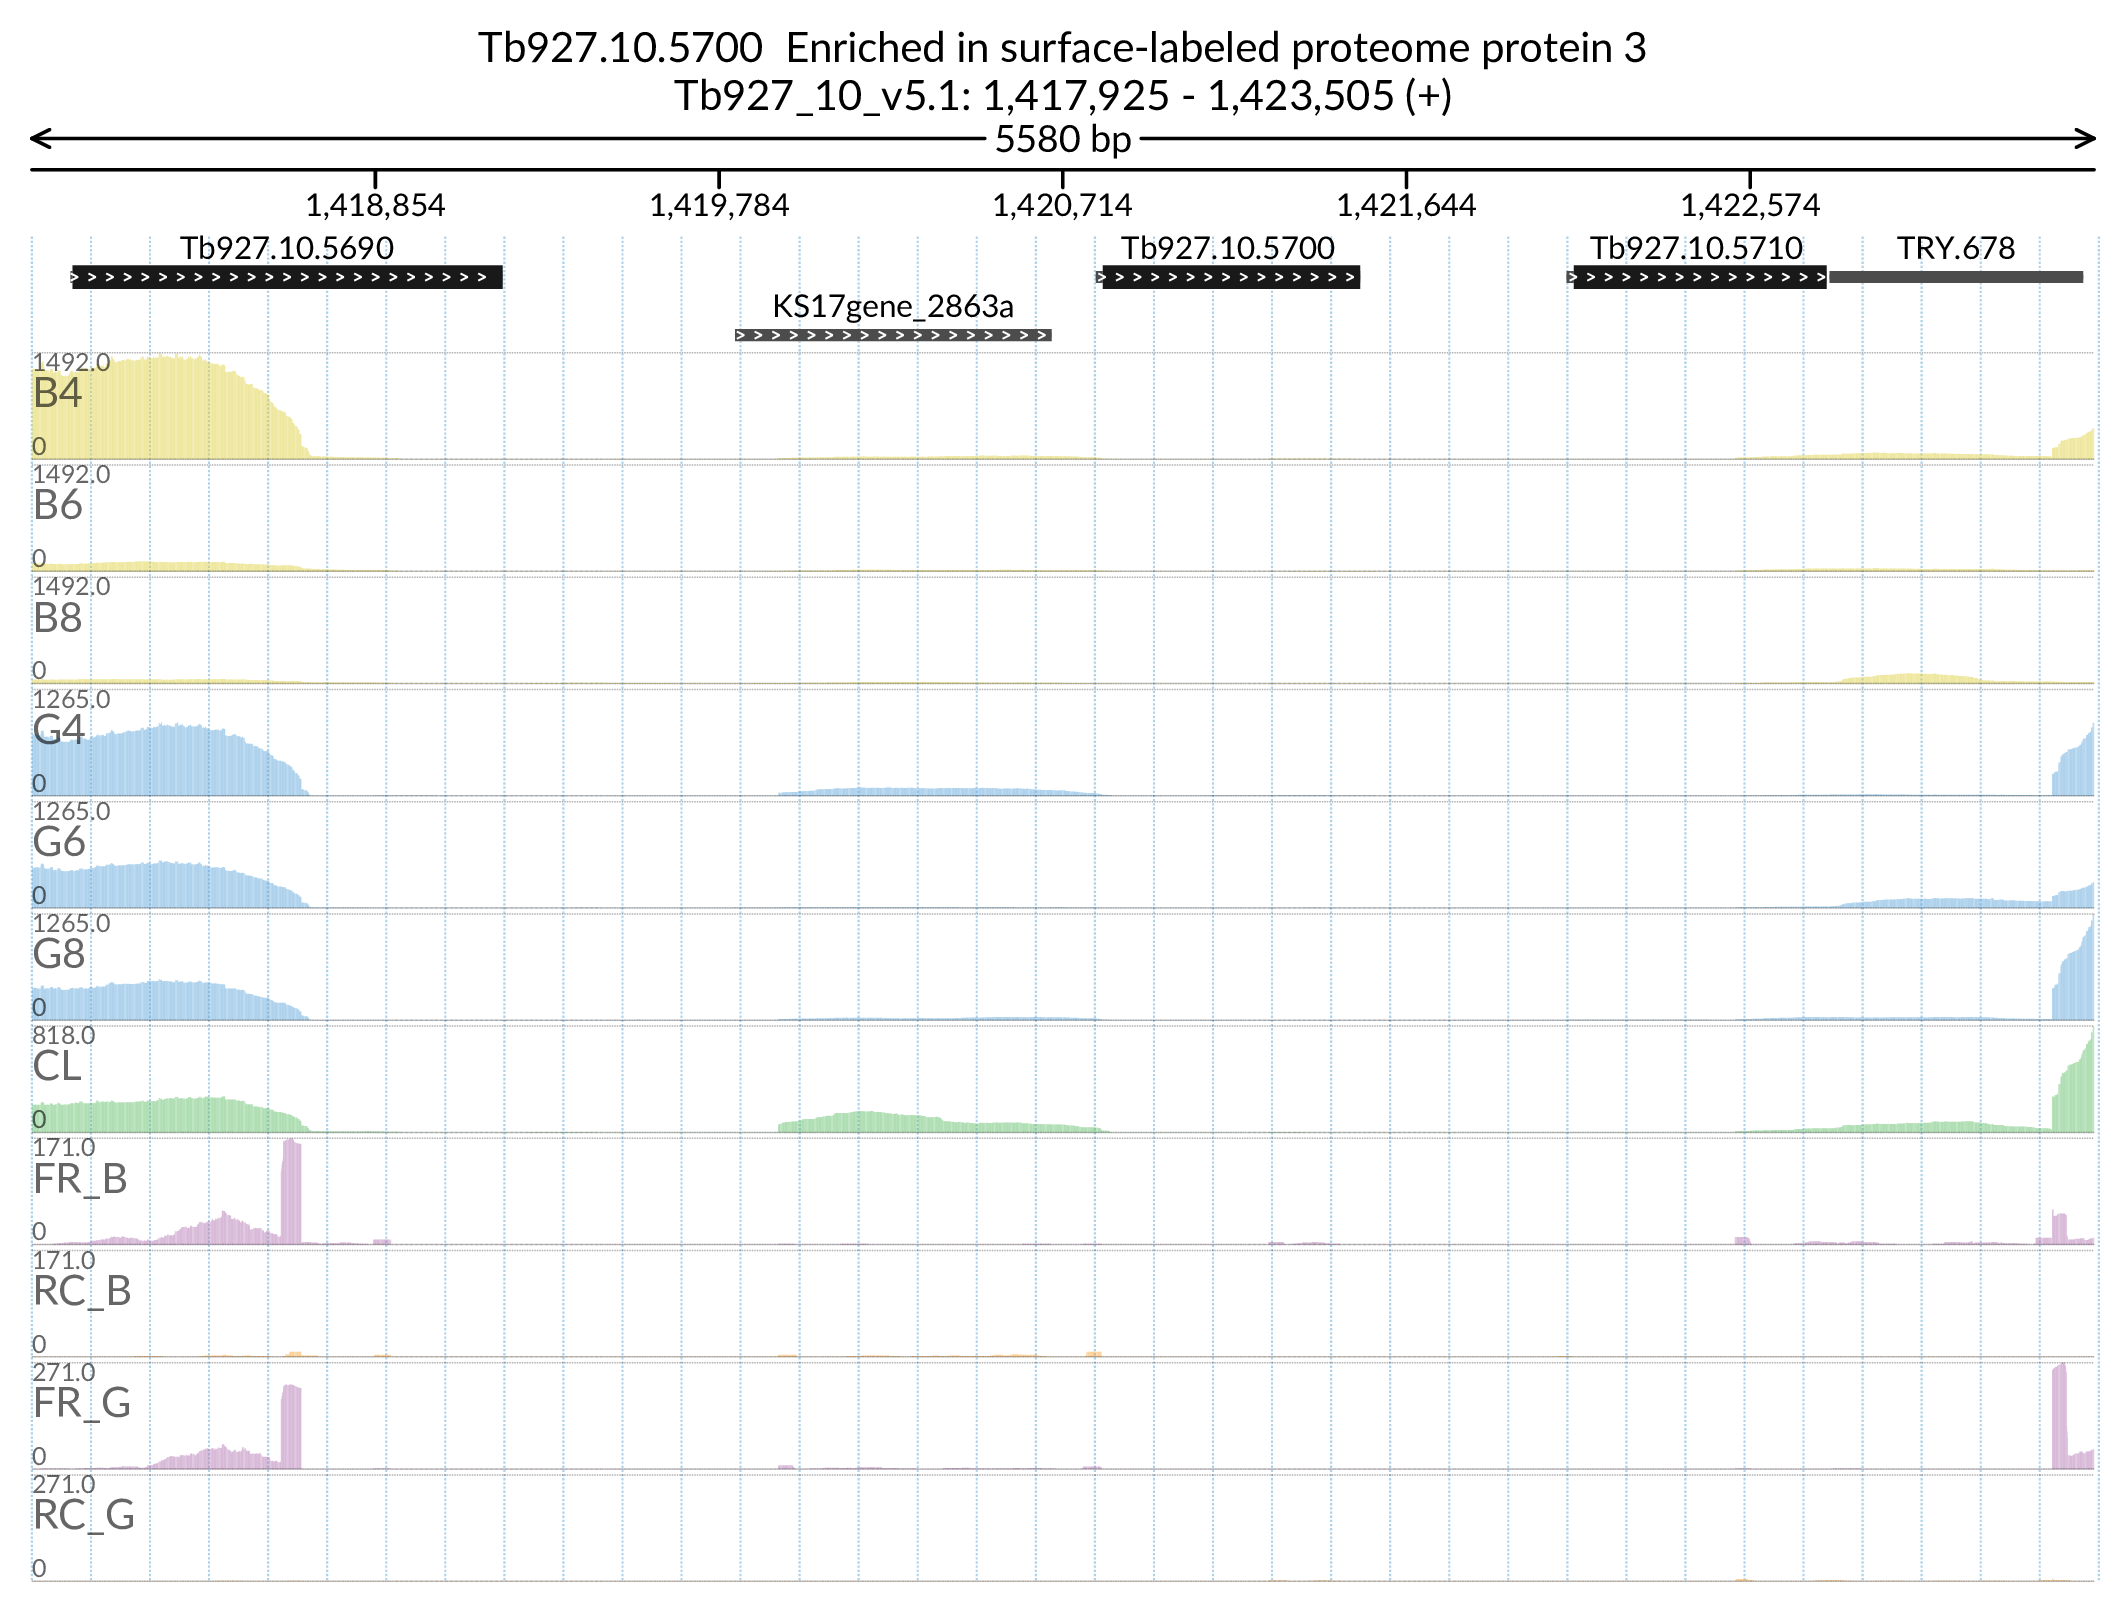 Tb927.10.5700  Enriched in surface-labeled proteome protein 3
Tb927_10_v5.1: 1,417,925 - 1,423,505 (+)
5580 bp
1,418,854 1,419,784 1,420,714 1,421,644 1,422,574
Tb927.10.5690 Tb927.10.5700 Tb927.10.5710 TRY.678
KS17gene_2863a
1492.0
B4
0
1492.0
B6
0
1492.0
B8
0
1265.0
G4
0
1265.0
G6
0
1265.0
G8
0
818.0
CL
0
171.0
FR_B
0
171.0
RC_B
0
271.0
FR_G
0
271.0
RC_G
0